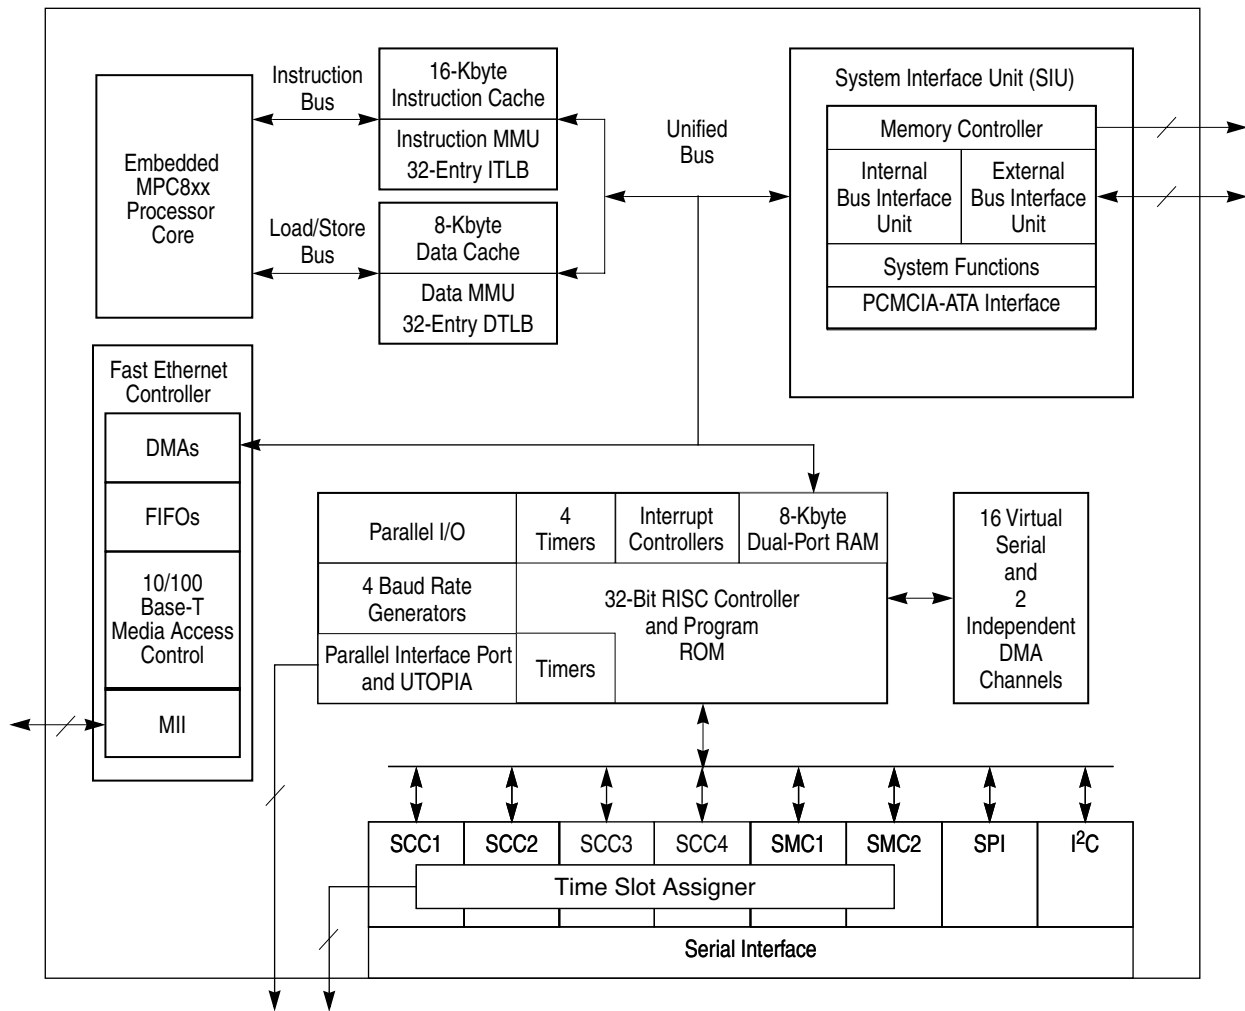 Embedded
MPC8xx
Processor
Core
Instruction
Bus
Load/Store
Bus
16-Kbyte
Instruction Cache
Instruction MMU
32-Entry ITLB
8-Kbyte
Data Cache
Data MMU
32-Entry DTLB
Unified
Bus
System Interface Unit (SIU)
Memory Controller
Internal
Bus Interface
Unit
External
Bus Interface
Unit
System Functions
PCMCIA-ATA Interface
Fast Ethernet
Controller
DMAs
FIFOs
10/100
Base-T
Media Access
Control
MII
Parallel I/O
4
Timers
Interrupt
Controllers
8-Kbyte
Dual-Port RAM
4 Baud Rate
Generators
32-Bit RISC Controller
and Program
ROM
Parallel Interface Port
and UTOPIA
Timers
16 Virtual
Serial
and
2
Independent
DMA
Channels
SCC1
SCC2
SCC3
SCC4
SMC1
SMC2
SPI
I²C
Time Slot Assigner
Serial Interface